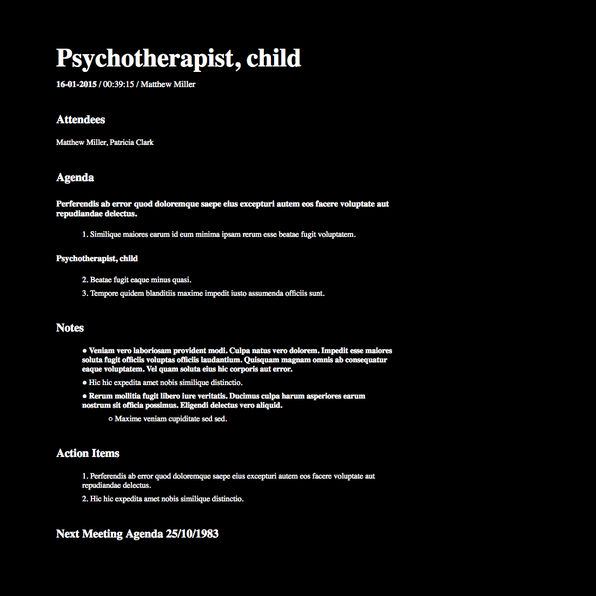 Psychotherapist, child
16-01-2015 / 00:39:15 / Matthew Miller
Attendees
Matthew Miller, Patricia Clark
Agenda
Perferendis ab error quod doloremque saepe eius excepturi autem eos facere voluptate aut
repudiandae delectus.
1. Similique maiores earum id eum minima ipsam rerum esse beatae fugit voluptatem.
Psychotherapist, child
2. Beatae fugit eaque minus quasi.
3. Tempore quidem blanditiis maxime impedit iusto assumenda officiis sunt.
Notes
● Veniam vero laboriosam provident modi. Culpa natus vero dolorem. Impedit esse maiores
soluta fugit officiis voluptas officiis laudantium. Quisquam magnam omnis ab consequatur
eaque voluptatem. Vel quam soluta eius hic corporis aut error.
● Hic hic expedita amet nobis similique distinctio.
● Rerum mollitia fugit libero iure veritatis. Ducimus culpa harum asperiores earum
nostrum sit officia possimus. Eligendi delectus vero aliquid.
○ Maxime veniam cupiditate sed sed.
Action Items
1. Perferendis ab error quod doloremque saepe eius excepturi autem eos facere voluptate aut
repudiandae delectus.
2. Hic hic expedita amet nobis similique distinctio.
Next Meeting Agenda 25/10/1983